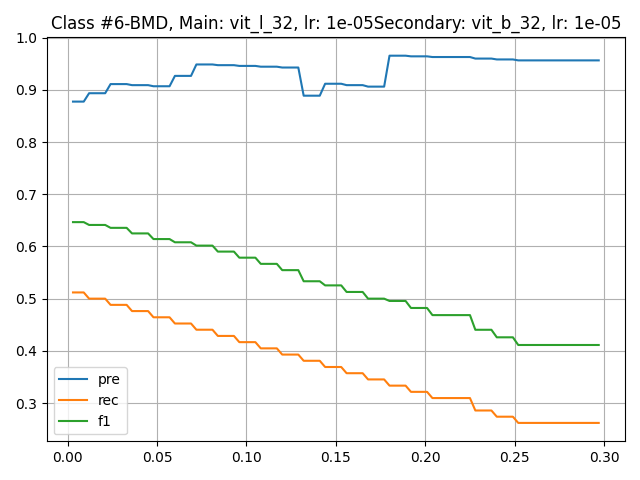 Class #6-BMD, Main: vit_l_32, lr: 1e-05Secondary: vit_b_32, lr: 1e-05
1.0
0.9
0.8
0.7
0.6
0.5
0.4
0.3
pre
rec
f1
0.00 0.05 0.10 0.15 0.20 0.25 0.30